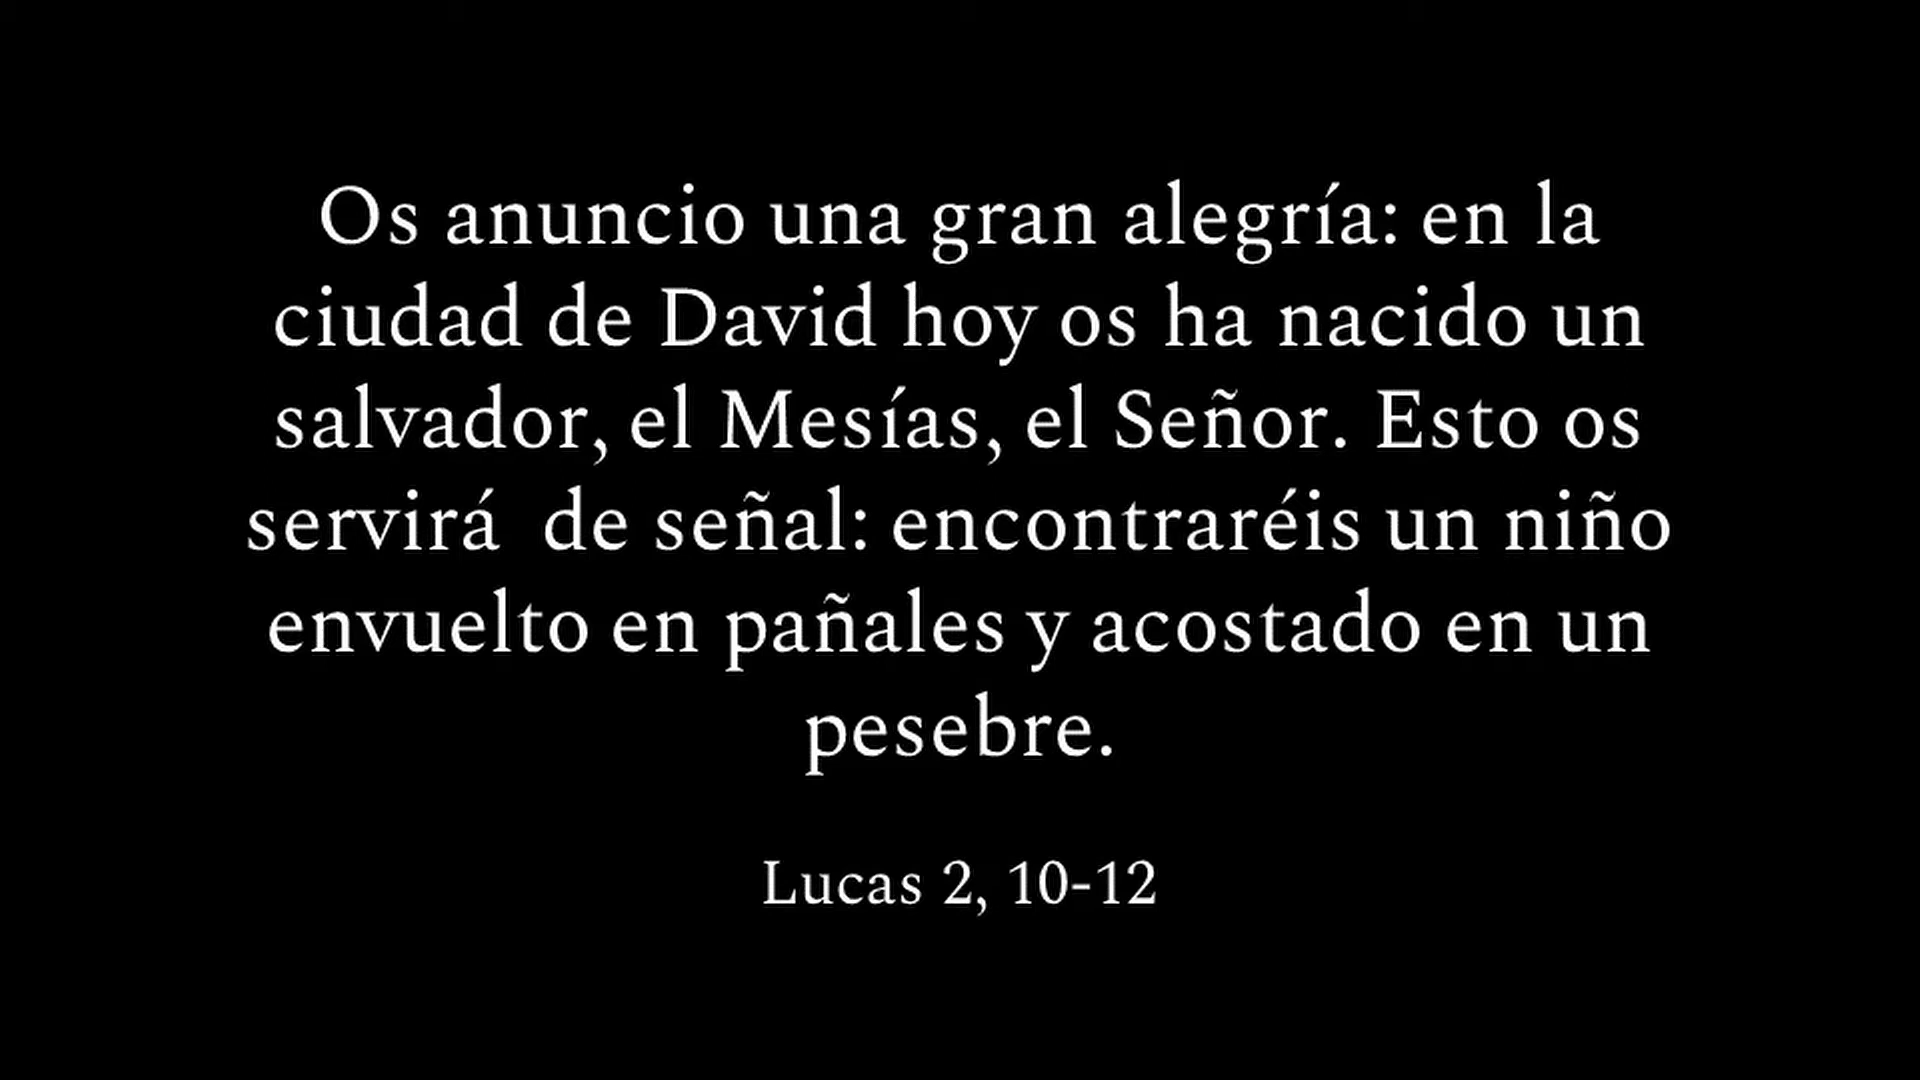 Os anuncio una gran alegría: en la
ciudad de David hoy os ha nacido un
salvador, el Mesías, el Señor. Esto os
servirá  de señal: encontraréis un niño
envuelto en pañales y acostado en un
pesebre.
Lucas 2, 10-12